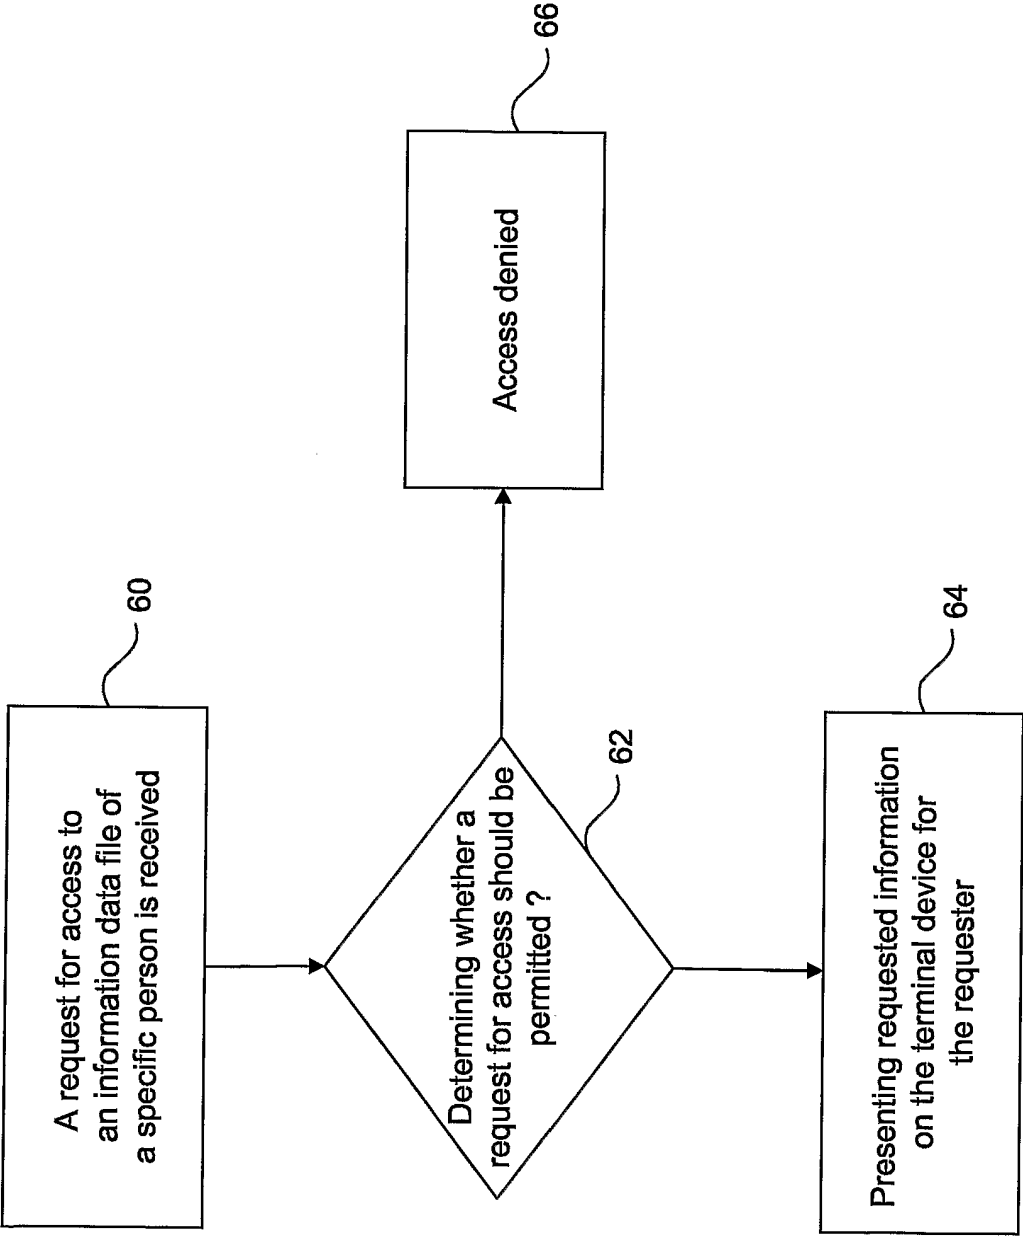 A request for access to
an information data file of
a specific person is received
60
Determining whether a
request for access should be
permitted ?
62
Access denied
66
Presenting requested information
on the terminal device for
the requester
64